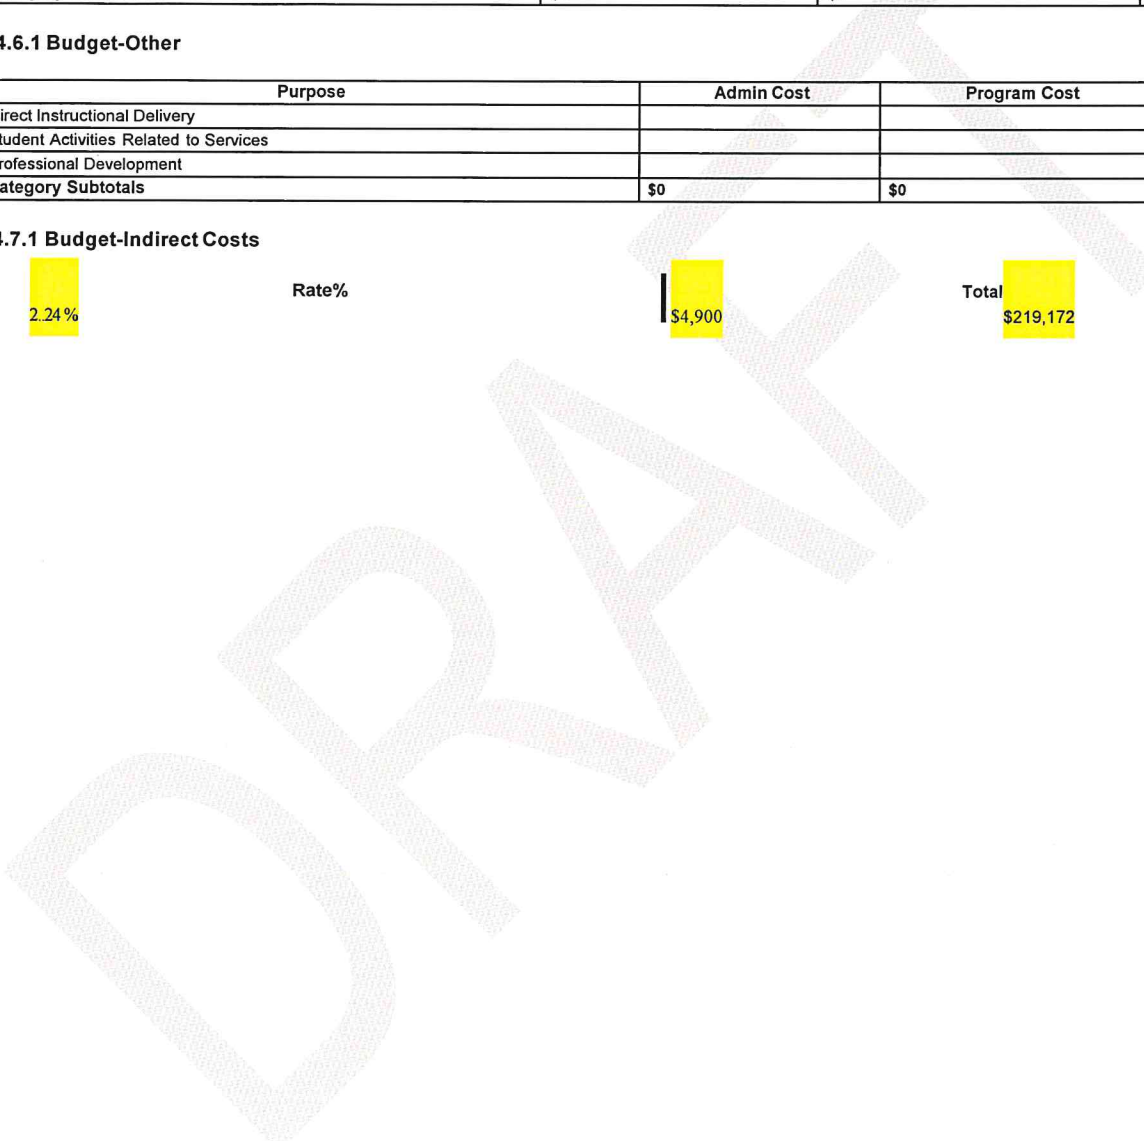 4.6.1 Budget-Other
Purpose Admin Cost Program Cost
irect Instructional Delivery
tudent Activities Related to Services
rofessional Development
ategory Subtotals $0 $0
4.7.1 Budget-Indirect Costs
Rate% Total
2..24% $4,900 $219,172
DRAFT